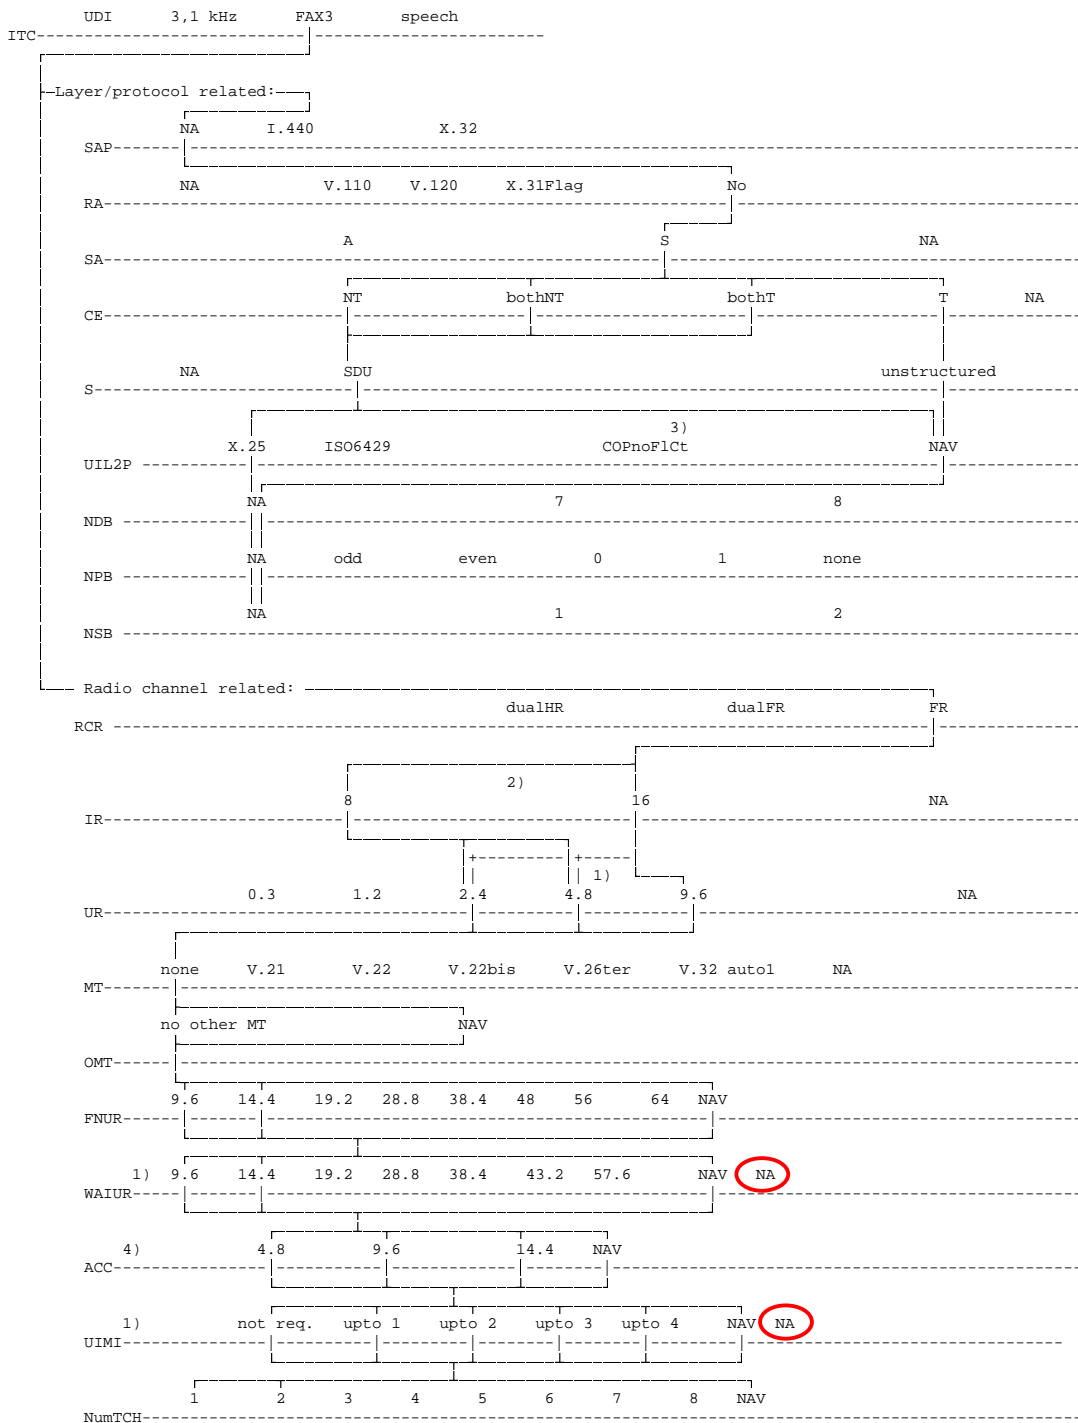 UDI 3,1 kHz FAX3 speech
ITC
Layer/protocol related:
NA I.440 X.32
SAP
NA V.110 V.120 X.31Flag No
RA
A S NA
SA
NT bothNT bothT T NA
CE
NA SDU unstructured
S
3)
X.25 ISO6429 COPnoFlCt NAV
UIL2P
NA 7 8
NDB
NA odd even 0 1 none
NPB
NA 1 2
NSB
Radio channel related:
dualHR dualFR FR
RCR
2)
8 16 NA
IR
1)
0.3 1.2 2.4 4.8 9.6 NA
UR
none V.21 V.22 V.22bis V.26ter V.32 auto1 NA
MT
no other MT NAV
OMT
9.6 14.4 19.2 28.8 38.4 48 56 64 NAV
FNUR
1) 9.6 14.4 19.2 28.8 38.4 43.2 57.6 NAV NA
WAIUR
4) 4.8 9.6 14.4 NAV
ACC
1) not req. upto 1 upto 2 upto 3 upto 4 NAV NA
UIMI
1 2 3 4 5 6 7 8 NAV
NumTCH